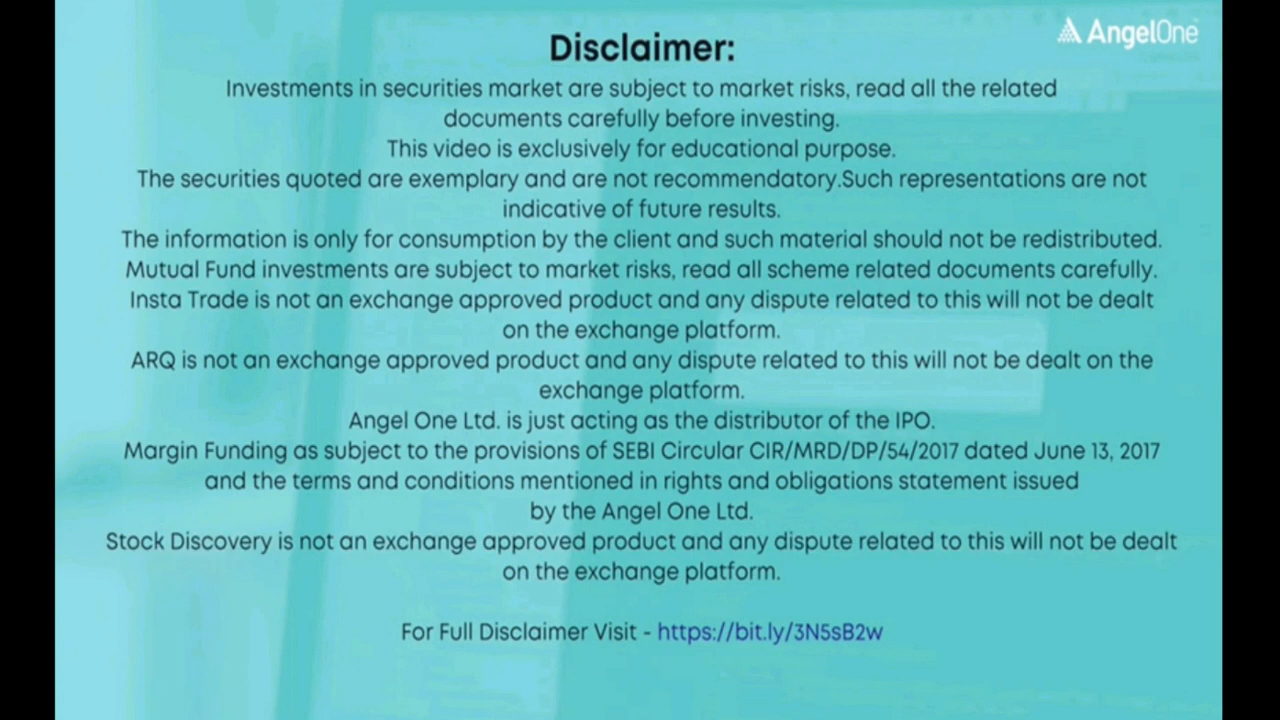 AngelOne
Disclaimer:
Investments in securities market are subject to market risks, read all the related
documents carefully before investing.
This video is exclusively for educational purpose.
The securities quoted are exemplary and are not recommendatory.Such representations are not
indicative of future results.
The information is only for consumption by the client and such material should not be redistributed.
Mutual Fund investments are subject to market risks, read all scheme related documents carefully.
Insta Trade is not an exchange approved product and any dispute related to this will not be dealt
on the exchange platform.
ARQ is not an exchange approved product and any dispute related to this will not be dealt on the
exchange platform.
Angel One Ltd. is just acting as the distributor of the IPO.
Margin Funding as subject to the provisions of SEBI Circular CIR/MRD/DP/54/2017 dated June 13, 2017
and the terms and conditions mentioned in rights and obligations statement issued
by the Angel One Ltd.
Stock Discovery is not an exchange approved product and any dispute related to this will not be dealt
on the exchange platform.
For Full Disclaimer Visit - https://bit.ly/3N5sB2w